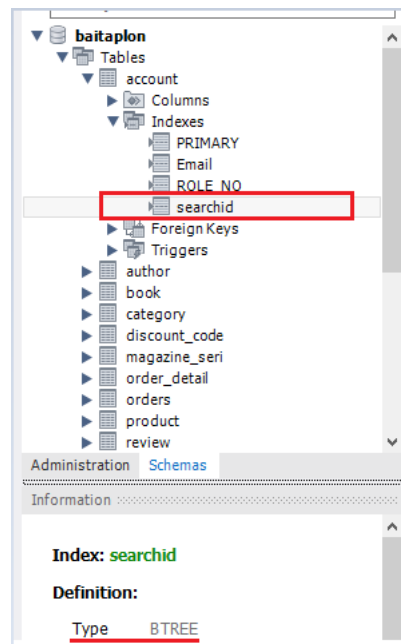 baitaplon
Tables
account
Columns
Indexes
PRIMARY
Email
ROLE_NO
searchid
Foreign Keys
Triggers
author
book
category
discount_code
magazine_seri
order_detail
orders
product
review
Administration Schemas
Information
Index: searchid
Definition:
Type BTREE